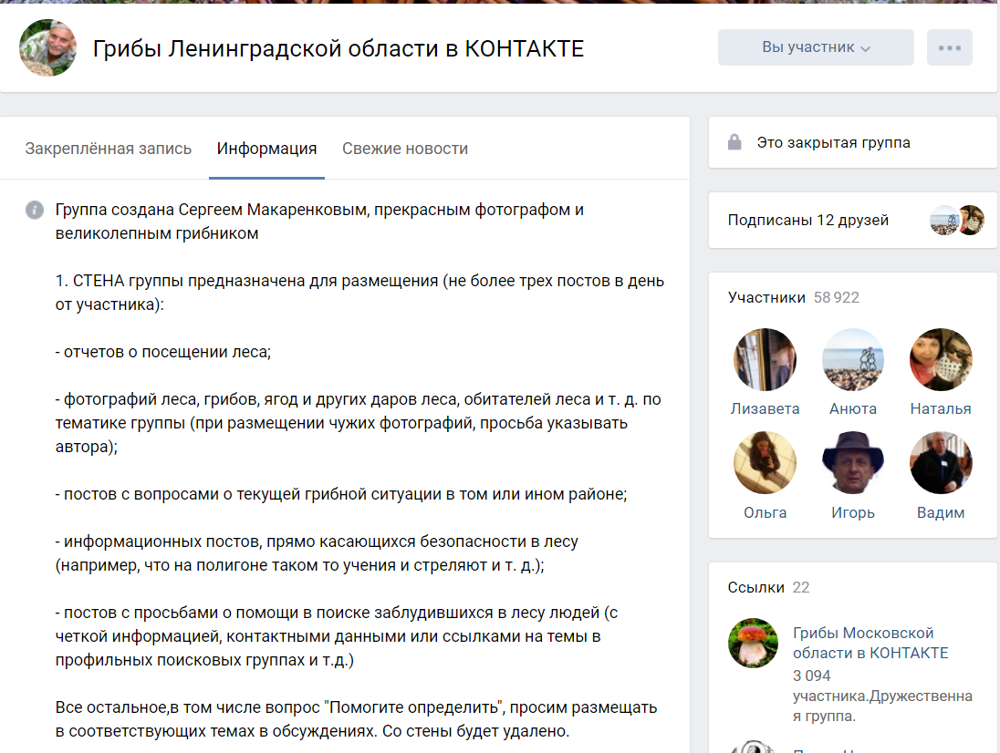 Грибы Ленинградской области в КОНТАКТЕ
Вы участник
Закреплённая запись
Информация
Свежие новости
Группа создана Сергеем Макаренковым, прекрасным фотографом и
великолепным грибником
1. СТЕНА группы предназначена для размещения (не более трех постов в день
от участника):
- отчетов о посещении леса;
- фотографий леса, грибов, ягод и других даров леса, обитателей леса и т. д. по
тематике группы (при размещении чужих фотографий, просьба указывать
автора);
- постов с вопросами о текущей грибной ситуации в том или ином районе;
- информационных постов, прямо касающихся безопасности в лесу
(например, что на полигоне таком то учения и стреляют и т. д.);
- постов с просьбами о помощи в поиске заблудившихся в лесу людей (с
четкой информацией, контактными данными или ссылками на темы в
профильных поисковых группах и т.д.)
Все остальное,в том числе вопрос "Помогите определить", просим размещать
в соответствующих темах в обсуждениях. Со стены будет удалено.
Это закрытая группа
Подписаны 12 друзей
Участники 58 922
Лизавета
Анюта
Наталья
Ольга
Игорь
Вадим
Ссылки 22
Грибы Московской
области в КОНТАКТЕ
3 094
участника.Дружественна
я группа.